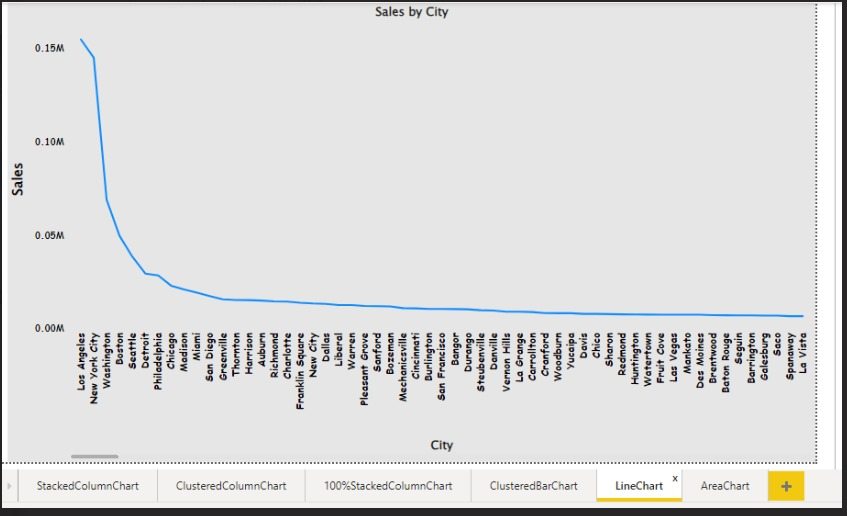 Sales by City
0.15M
0.10M
Sales
0.05M
0.00M
Los Angeles
New York City
Washington
Boston
Seattle
Detroit
Philadelphia
Chicago
Madison
Miami
San Diego
Greenville
Thornton
Harrison
Auburn
Richmond
Charlotte
Franklin Square
New City
Dallas
Liberal
Warren
Pleasant Grove
Sanford
Bozeman
Mechanicsville
Cincinnati
Burlington
San Francisco
Bangor
Durango
Steubenville
Danville
Vernon Hills
La Grange
Carrollton
Cranford
Woodburn
Yucaipa
Davis
Chico
Sharon
Redmond
Huntington
Watertown
Fruit Cove
Las Vegas
Mankato
Des Moines
Brentwood
Baton Rouge
Seguin
Barrington
Galesburg
Saco
Spanaway
La Vista
City
StackedColumnChart ClusteredColumnChart 100%StackedColumnChart ClusteredBarChart LineChart x AreaChart +